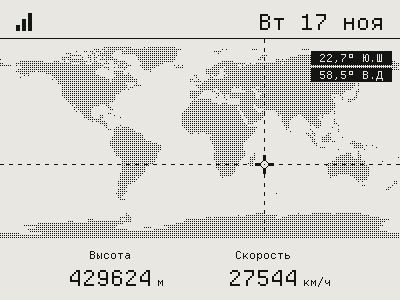 Вт 17 ноя
22,7° Ю.Ш
58,5° В.Д
Высота
429624 м
Скорость
27544 км/ч